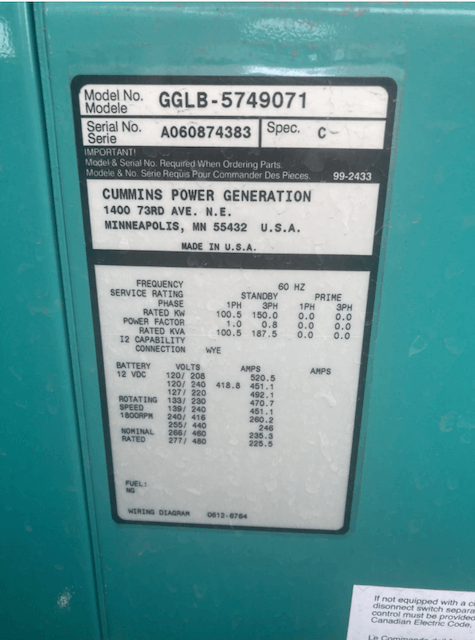 Model No. GGLB-5749071
Modele
Serial No. A060874383 Spec. C-
Serie
IMPORTANT!
Model & Serial No. Required When Ordering Parts.
Modele & No. Serie Requis Pour Commander Des Pieces. 99-2433
CUMMINS POWER GENERATION
1400 73RD AVE. N.E.
MINNEAPOLIS, MN 55432 U.S.A.
MADE IN U.S.A.
FREQUENCY 60 HZ
SERVICE RATING STANDBY PRIME
PHASE 1PH 3PH 1PH 3PH
RATED KW 100.5 150.0 0.0 0.0
POWER FACTOR 1.0 0.8 0.0 0.0
RATED KVA 100.5 187.5 0.0 0.0
I2 CAPABILITY
CONNECTION WYE
BATTERY VOLTS AMPS AMPS
12 VDC 120/ 208 520.5
120/ 240 418.8 451.1
127/ 220 492.1
ROTATING 133/ 230 470.7
SPEED 139/ 240 451.1
1800RPM 240/ 416 260.2
255/ 440 246
NOMINAL 266/ 460 235.3
RATED 277/ 480 225.5
FUEL:
NG
WIRING DIAGRAM 0612-6764
If not equipped with a
disconnect switch separa
control must be provided
Canadian Electric Code.